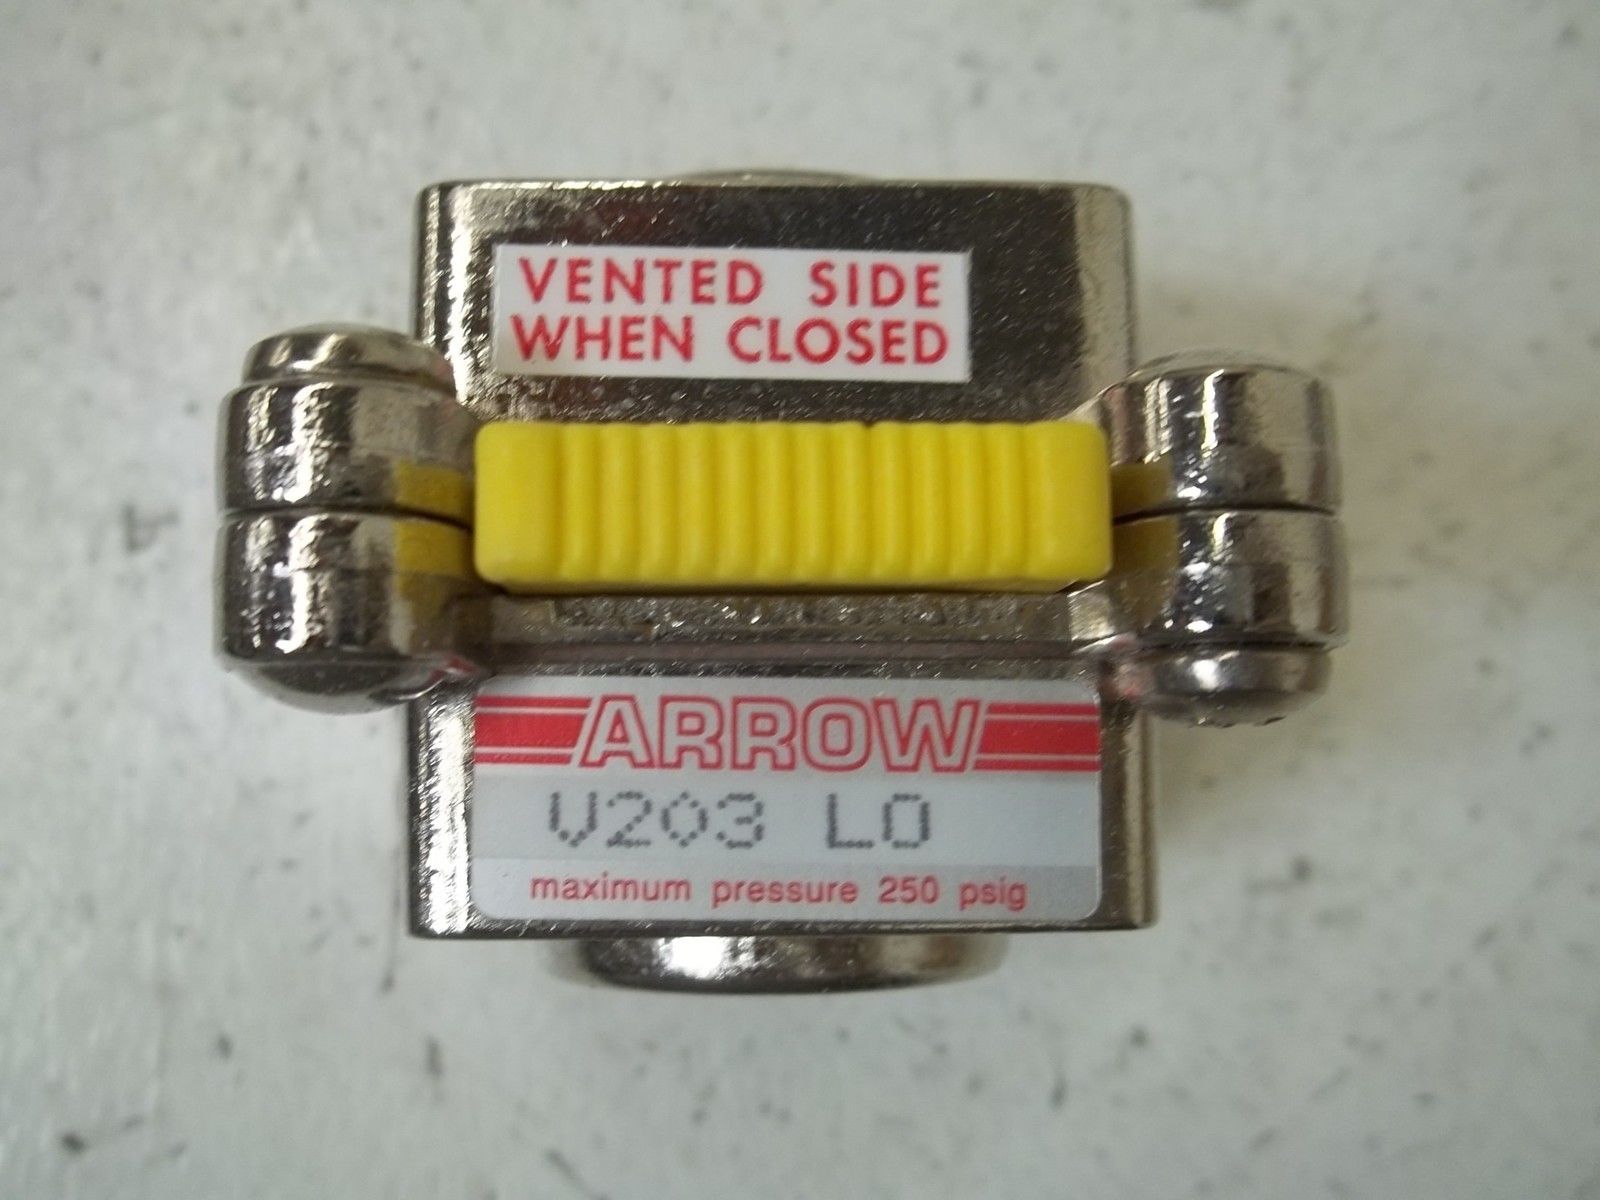 VENTED SIDE
WHEN CLOSED
ARROW
V203 LO
maximum pressure 250 psig